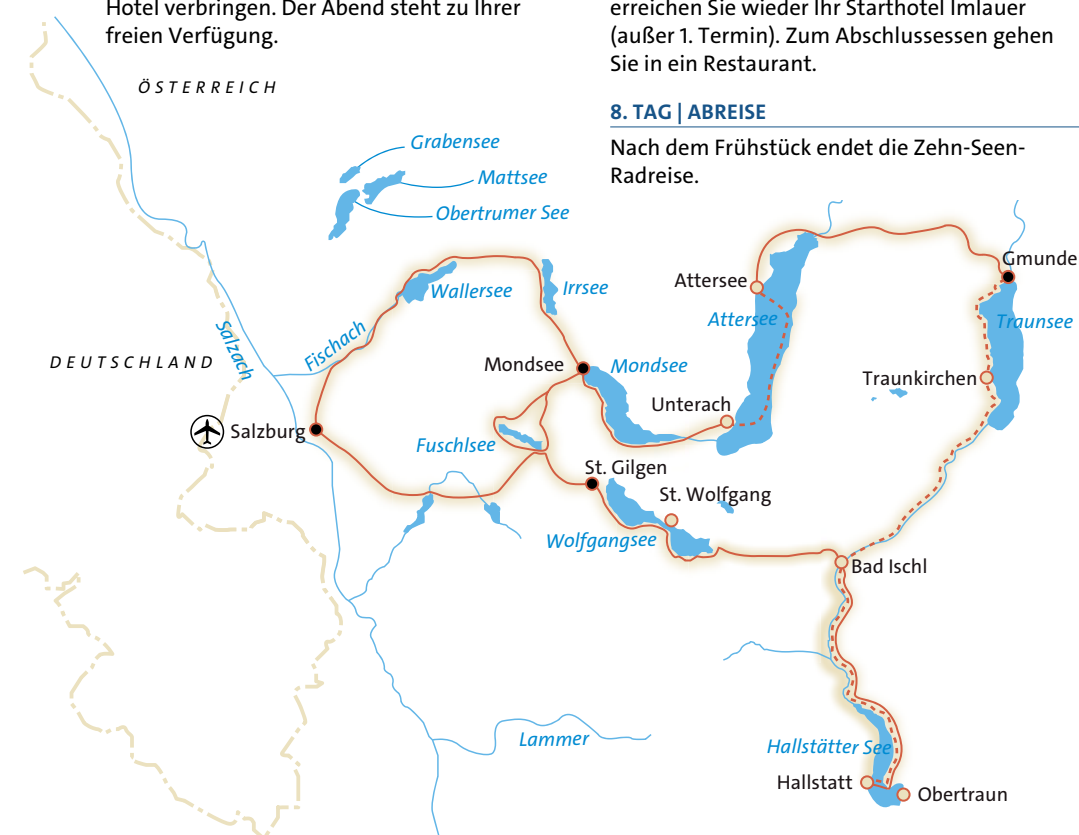 Hotel verbringen. Der Abend steht zu Ihrer
freien Verfügung.
erreichen Sie wieder Ihr Starthotel Imlauer
(außer 1. Termin). Zum Abschlussessen gehen
Sie in ein Restaurant.
8. TAG | ABREISE
Nach dem Frühstück endet die Zehn-Seen-
Radreise.
ÖSTERREICH
Grabensee
Mattsee
Obertrumer See
Gmunde
Attersee
Wallersee
Irrsee
Attersee
Traunsee
Salzach
Fischach
DEUTSCHLAND
Mondsee
Mondsee
Traunkirchen
Unterach
Salzburg
Fuschlsee
St. Gilgen
St. Wolfgang
Wolfgangsee
Bad Ischl
Lammer
Hallstätter See
Hallstatt
Obertraun